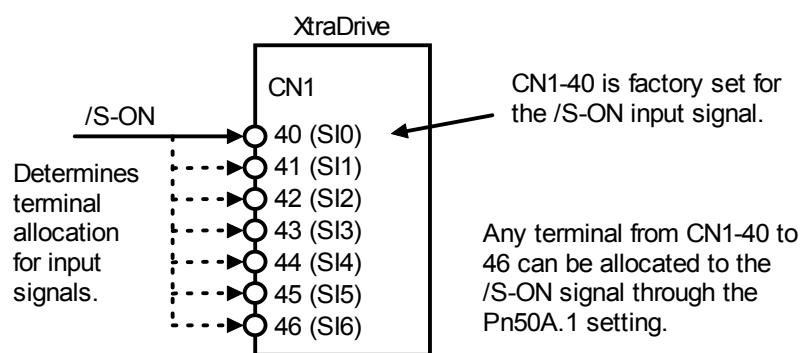 XtraDrive
CN1
/S-ON
40 (SI0)
41 (SI1)
42 (SI2)
43 (SI3)
44 (SI4)
45 (SI5)
46 (SI6)
Determines
terminal
allocation
for input
signals.
CN1-40 is factory set for
the /S-ON input signal.
Any terminal from CN1-40 to
46 can be allocated to the
/S-ON signal through the
Pn50A.1 setting.